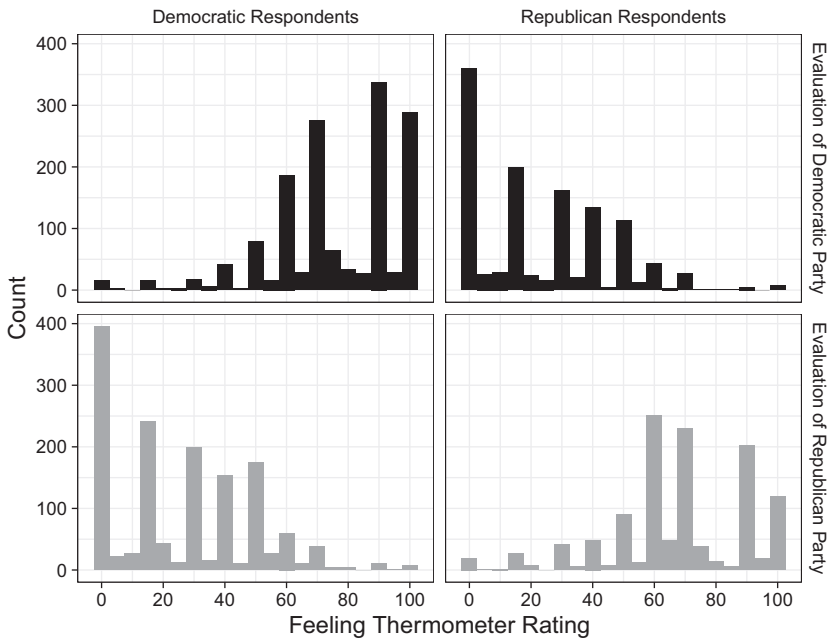 Democratic Respondents
Republican Respondents
Evaluation of Democratic Party
400
300
200
100
0
Count
Evaluation of Republican Party
400
300
200
100
0
0 20 40 60 80 100
0 20 40 60 80 100
Feeling Thermometer Rating